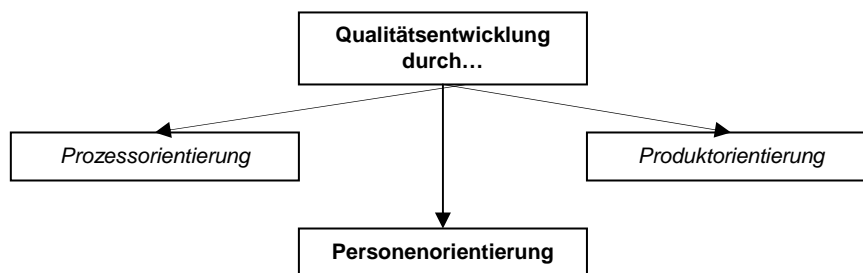 Qualitätsentwicklung
durch…
Prozessorientierung
Produktorientierung
Personenorientierung